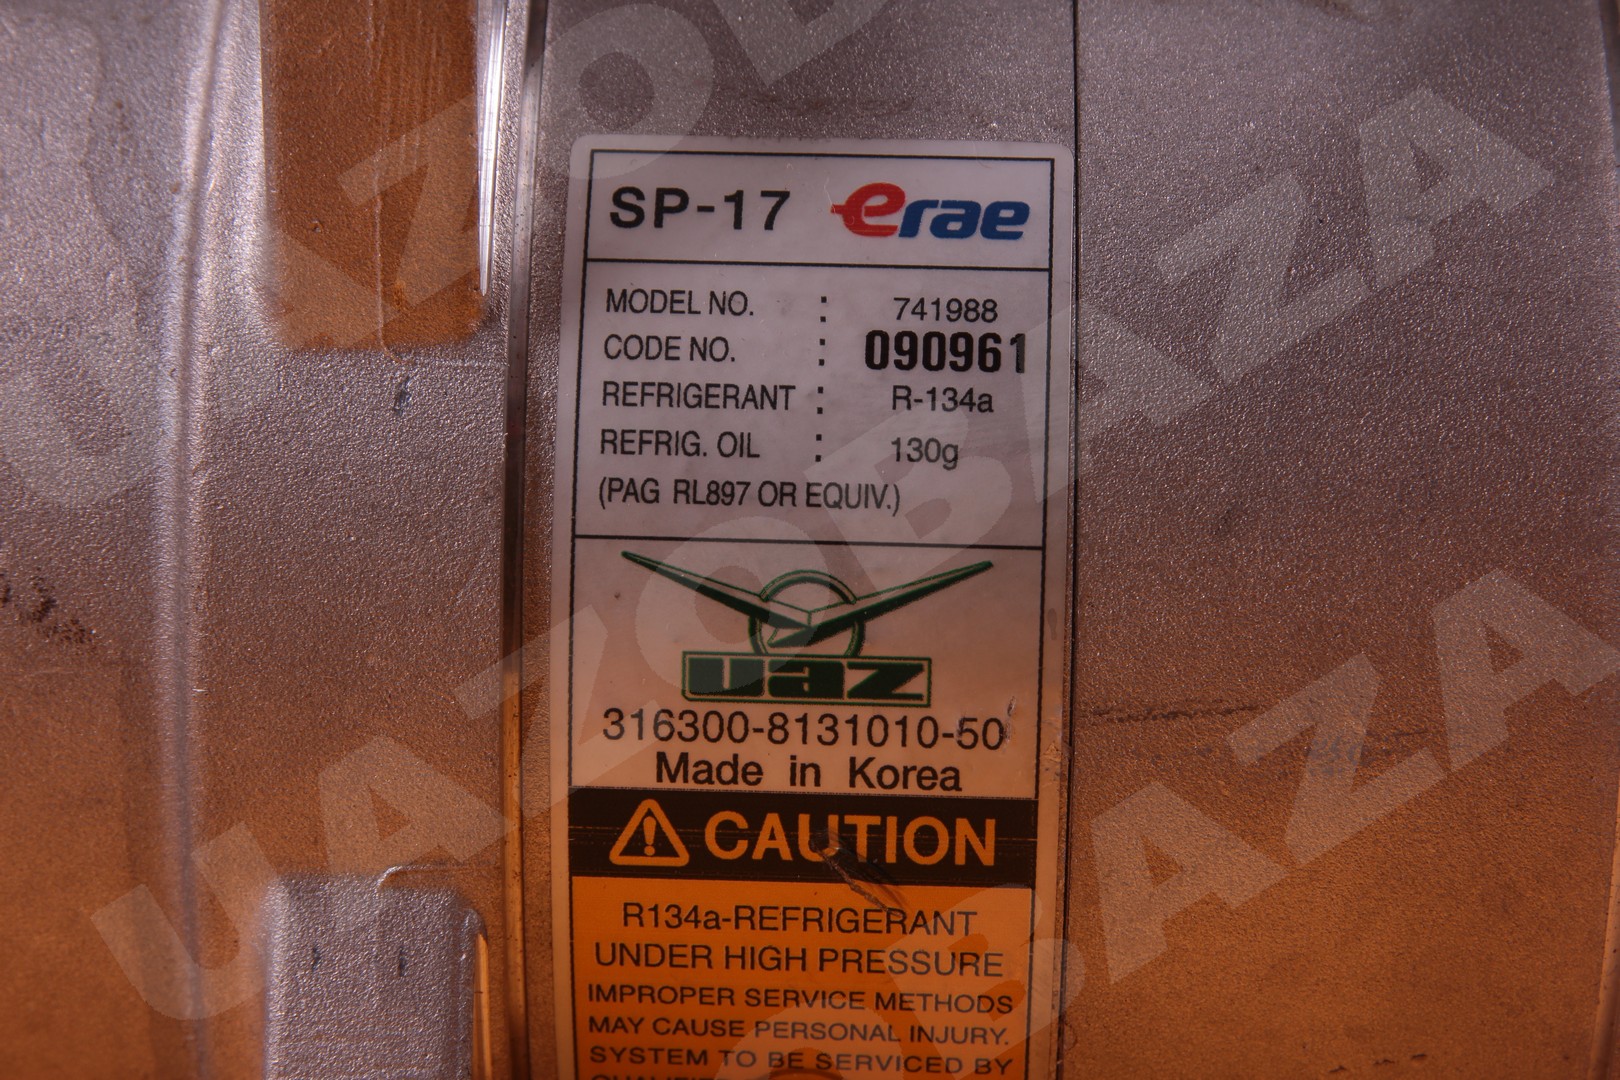 SP-17 erae
MODEL NO. : 741988
CODE NO. : 090961
REFRIGERANT : R-134a
REFRIG. OIL : 130g
(PAG RL897 OR EQUIV.)
uaz
316300-8131010-50
Made in Korea
CAUTION
R134a-REFRIGERANT
UNDER HIGH PRESSURE
IMPROPER SERVICE METHODS
MAY CAUSE PERSONAL INJURY.
SYSTEM TO BE SERVICED BY
UAZOBAZA
UAZOBAZA